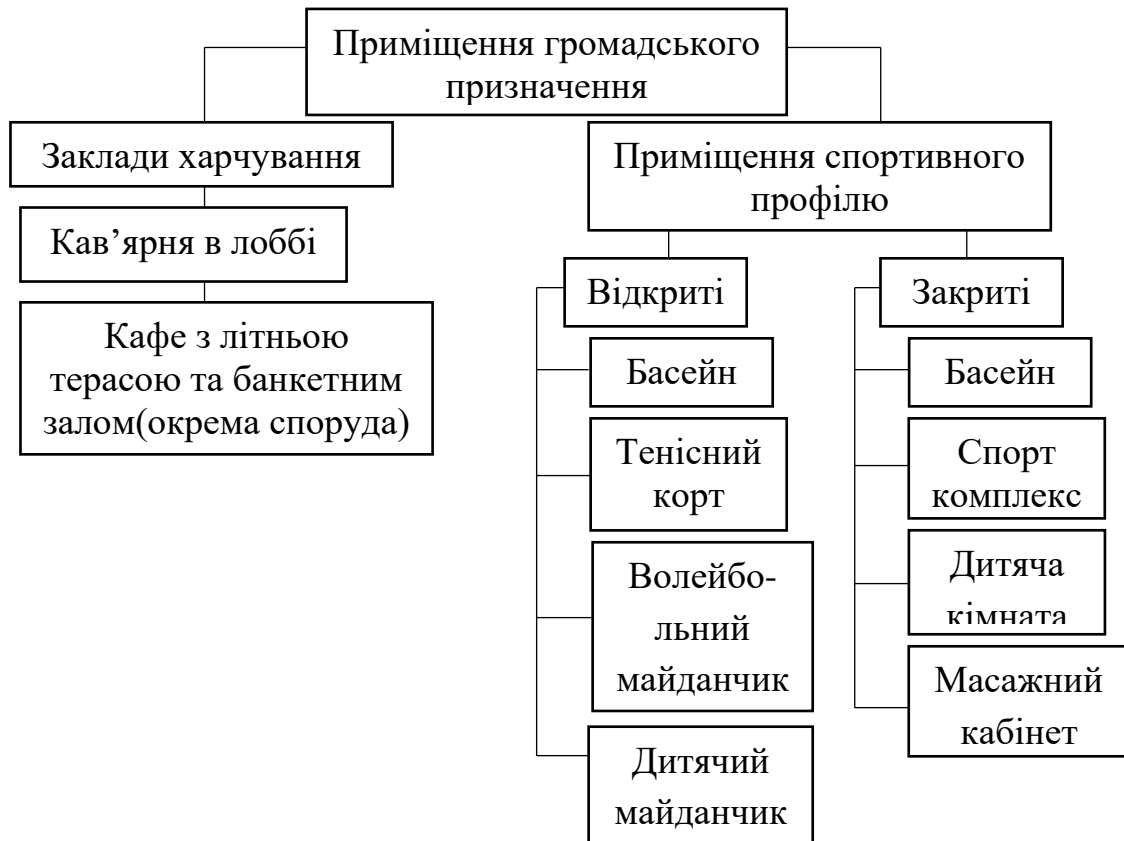 Приміщення громадського
призначення
Заклади харчування
Кав’ярня в лоббі
Кафе з літньою
терасою та банкетним
залом(окрема споруда)
Приміщення спортивного
профілю
Відкриті
Басейн
Тенісний
корт
Волейбо-
льний
майданчик
Дитячий
майданчик
Закриті
Басейн
Спорт
комплекс
Дитяча
кімната
Масажний
кабінет